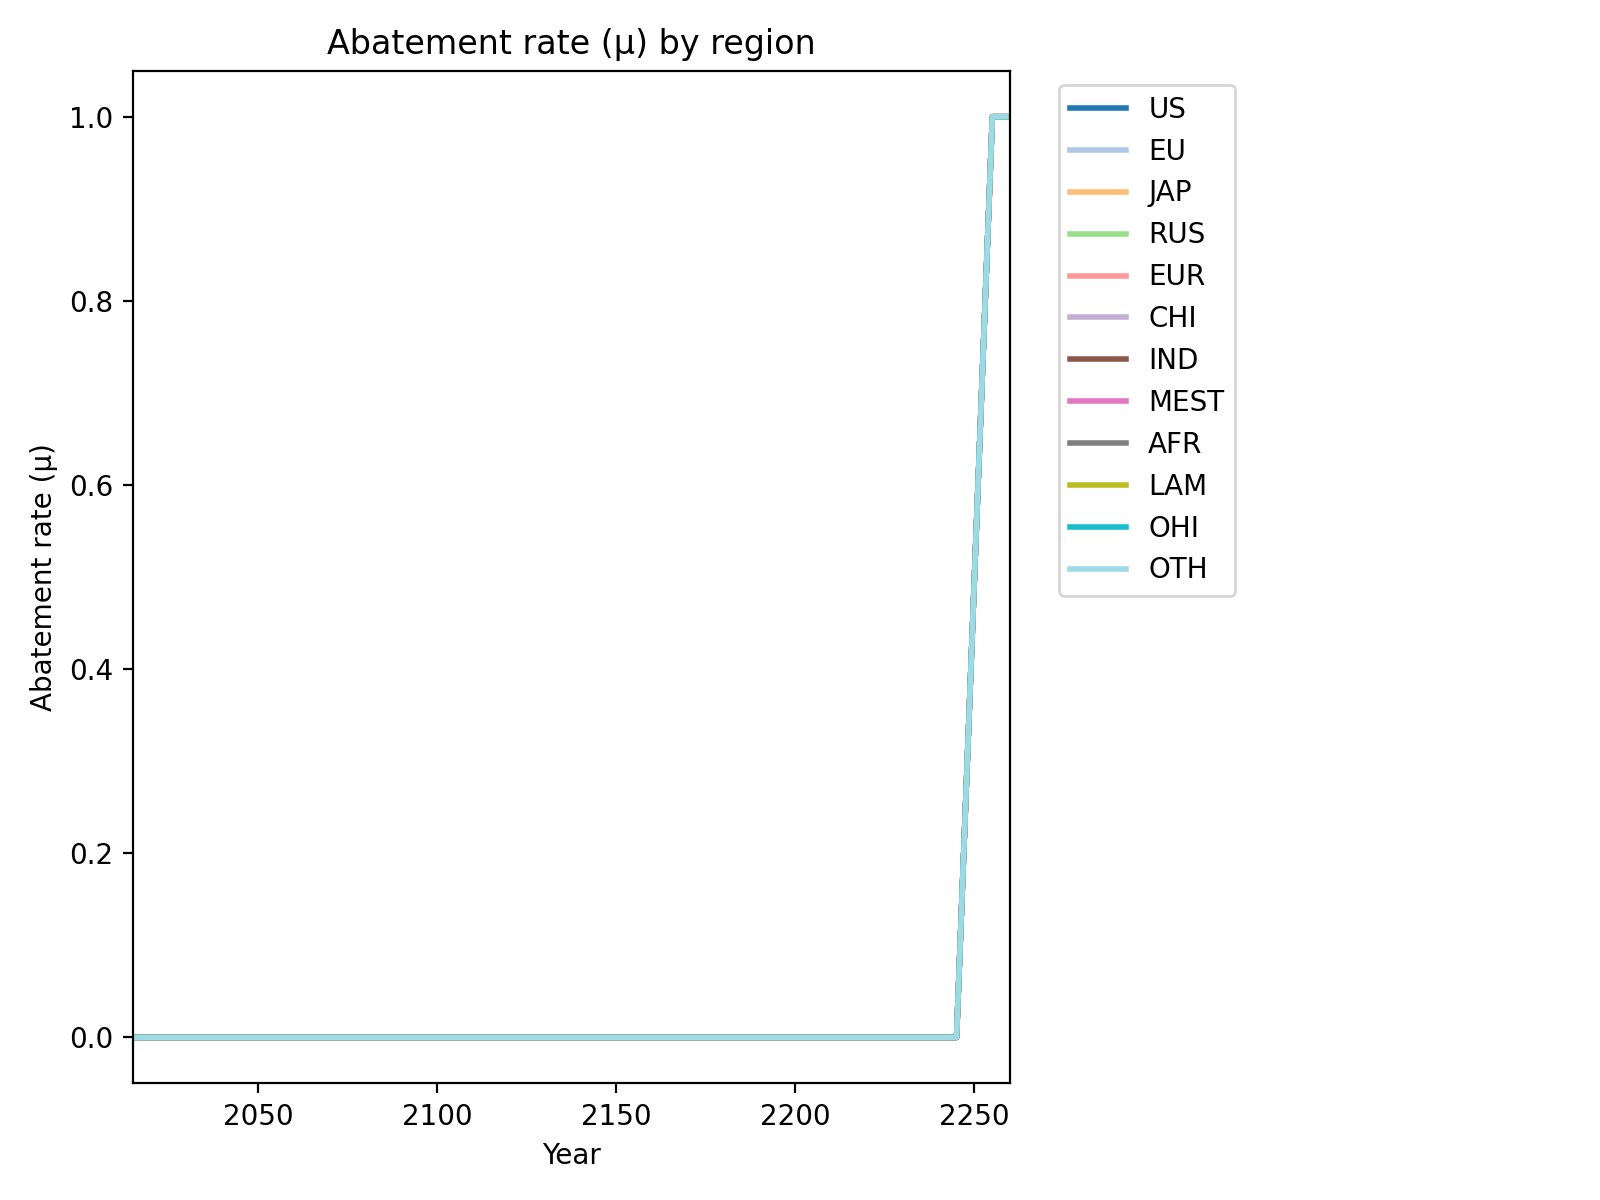 Abatement rate (μ) by region
Abatement rate (μ)
1.0
0.8
0.6
0.4
0.2
0.0
2050 2100 2150 2200 2250
Year
US
EU
JAP
RUS
EUR
CHI
IND
MEST
AFR
LAM
OHI
OTH